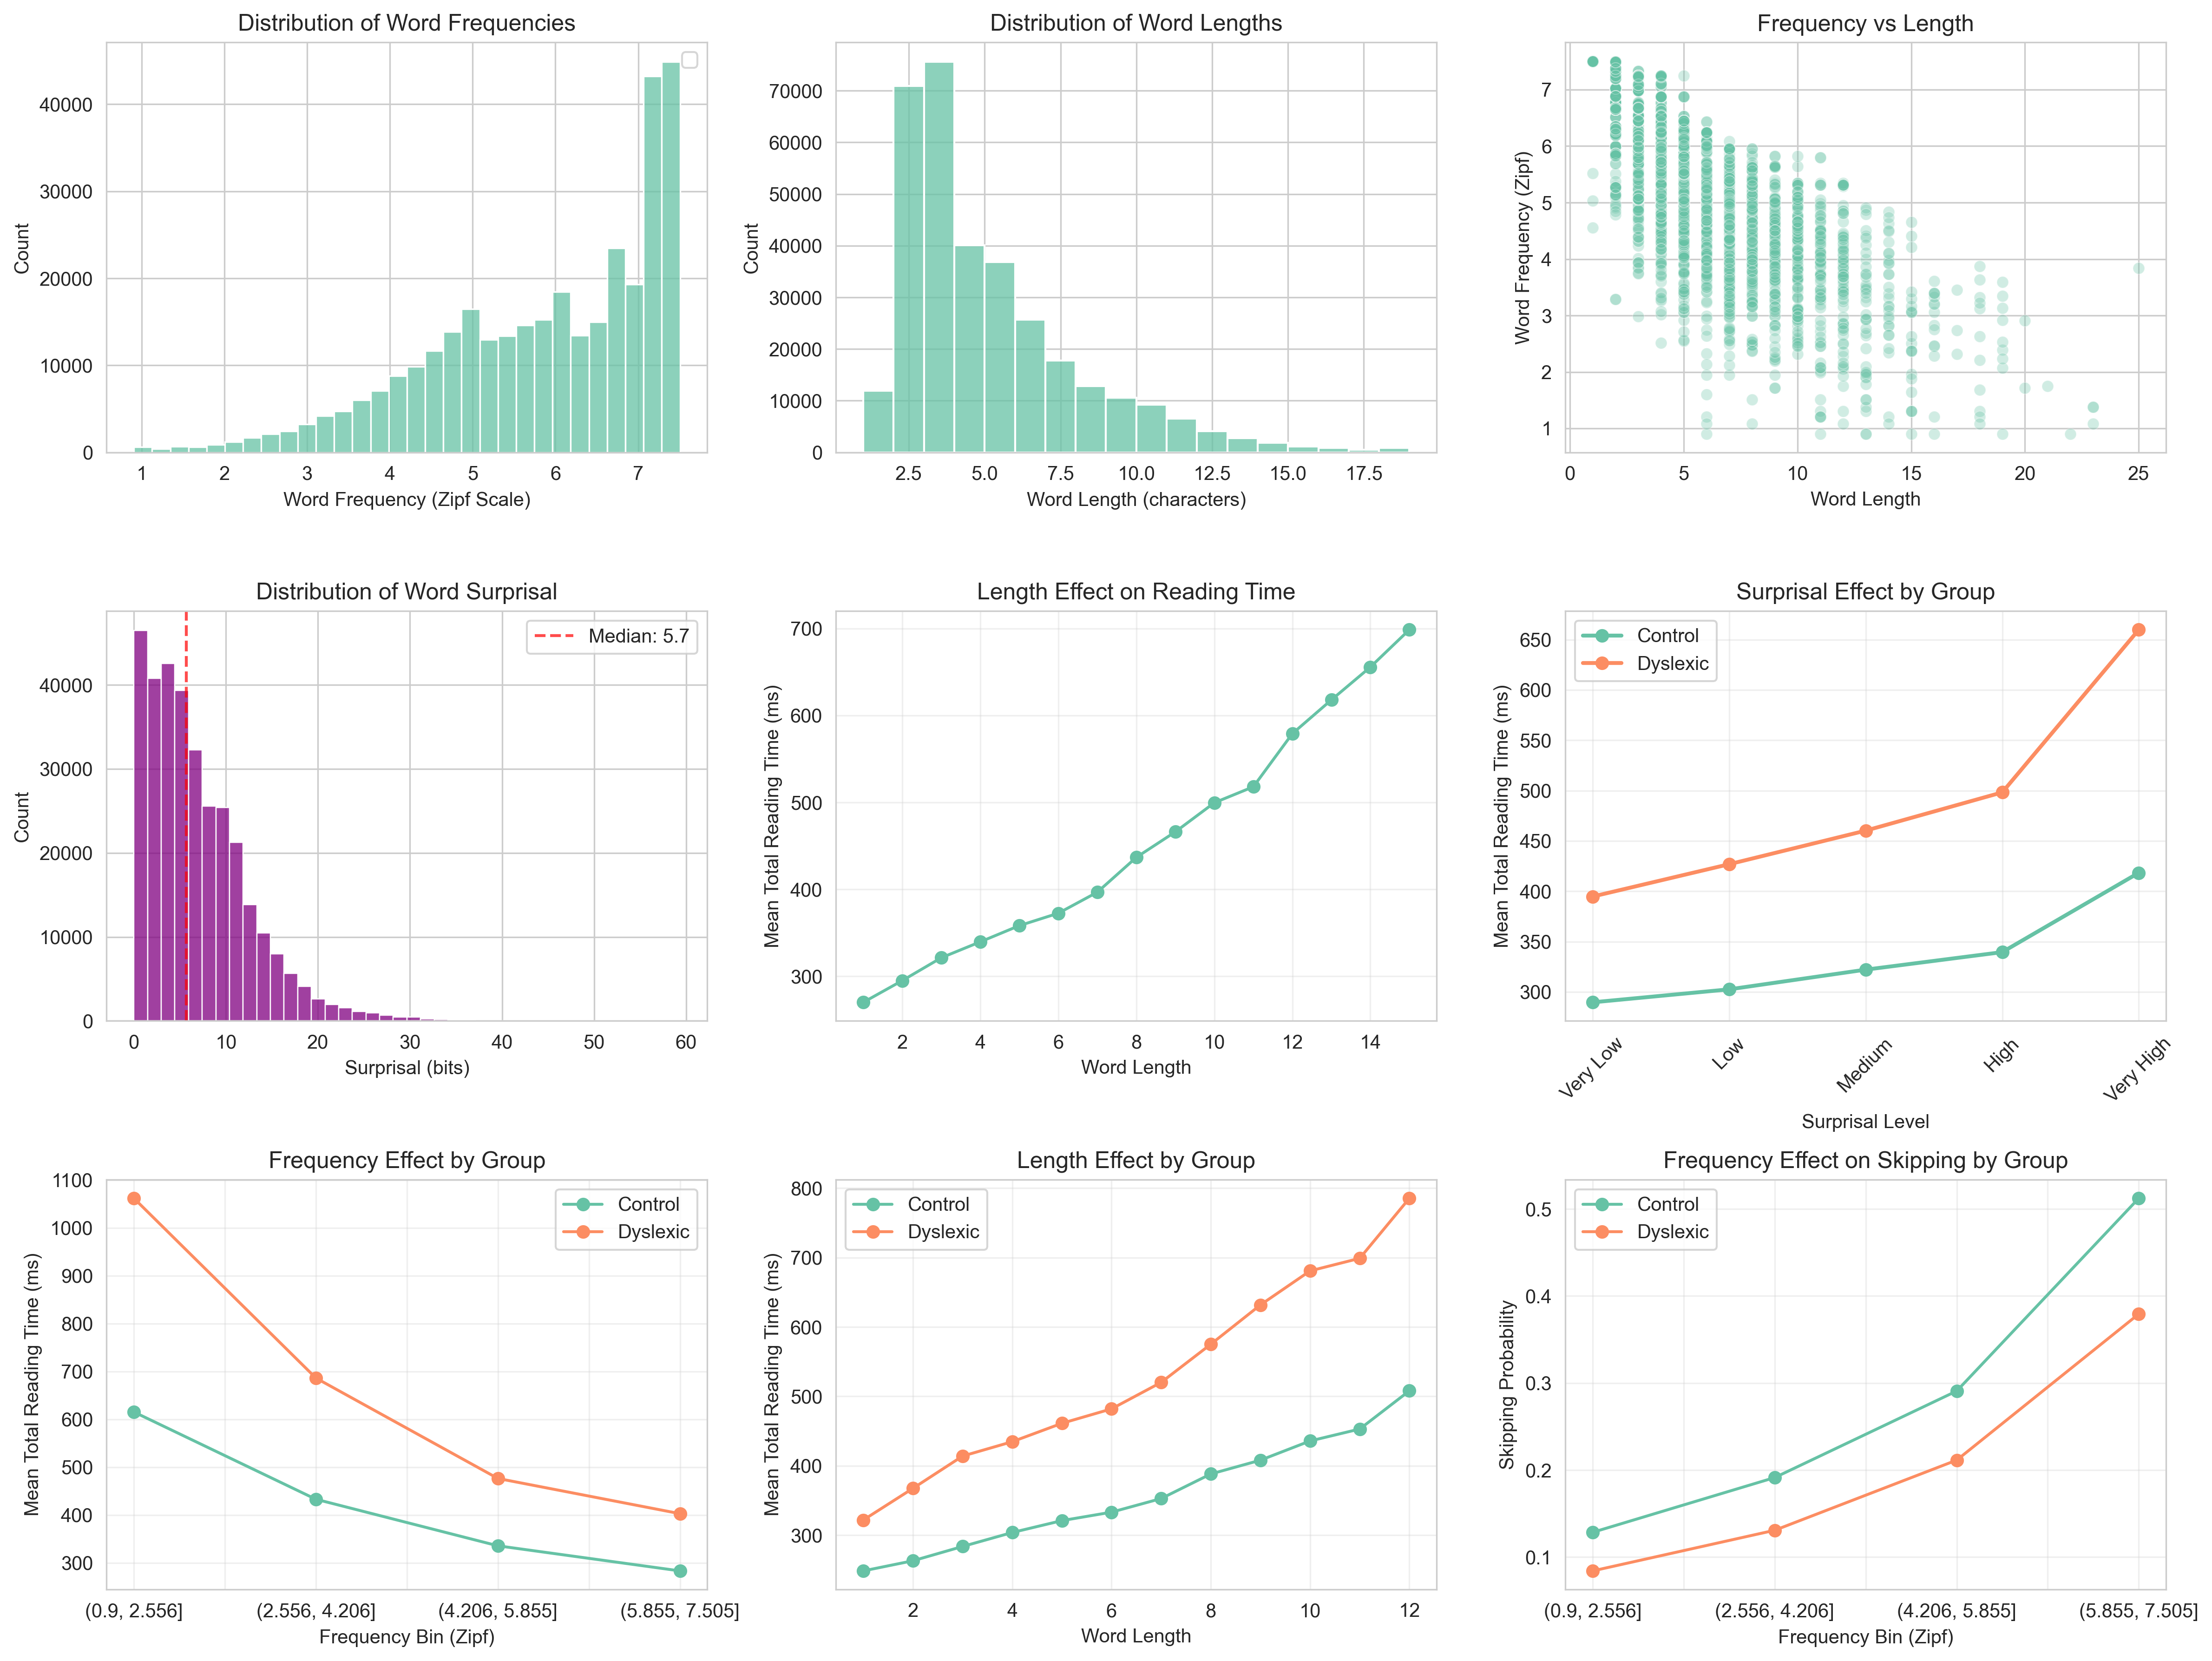 Distribution of Word Frequencies
Count
40000
30000
20000
10000
0
1 2 3 4 5 6 7
Word Frequency (Zipf Scale)
Distribution of Word Lengths
Count
70000
60000
50000
40000
30000
20000
10000
0
2.5 5.0 7.5 10.0 12.5 15.0 17.5
Word Length (characters)
Frequency vs Length
Word Frequency (Zipf)
7
6
5
4
3
2
1
0 5 10 15 20 25
Word Length
Distribution of Word Surprisal
Median: 5.7
Count
40000
30000
20000
10000
0
0 10 20 30 40 50 60
Surprisal (bits)
Length Effect on Reading Time
Mean Total Reading Time (ms)
700
600
500
400
300
2 4 6 8 10 12 14
Word Length
Surprisal Effect by Group
Control
Dyslexic
Mean Total Reading Time (ms)
650
600
550
500
450
400
350
300
Very Low Low Medium High Very High
Surprisal Level
Frequency Effect by Group
Control
Dyslexic
Mean Total Reading Time (ms)
1100
1000
900
800
700
600
500
400
300
(0.9, 2.556] (2.556, 4.206] (4.206, 5.855] (5.855, 7.505]
Frequency Bin (Zipf)
Length Effect by Group
Control
Dyslexic
Mean Total Reading Time (ms)
800
700
600
500
400
300
2 4 6 8 10 12
Word Length
Frequency Effect on Skipping by Group
Control
Dyslexic
Skipping Probability
0.5
0.4
0.3
0.2
0.1
(0.9, 2.556] (2.556, 4.206] (4.206, 5.855] (5.855, 7.505]
Frequency Bin (Zipf)